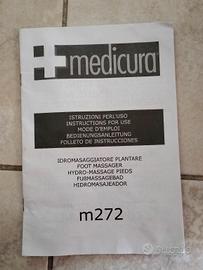 medicura
ISTRUZIONI PER L'USO
INSTRUCTIONS FOR USE
MODE D'EMPLOI
BEDIENUNGSANLEITUNG
FOLLETO DE INSTRUCCIONES
IDROMASSAGGIATORE PLANTARE
FOOT MASSAGER
HYDRO-MASSAGE PIEDS
FUßMASSAGEBAD
HIDROMASAJEADOR
m272